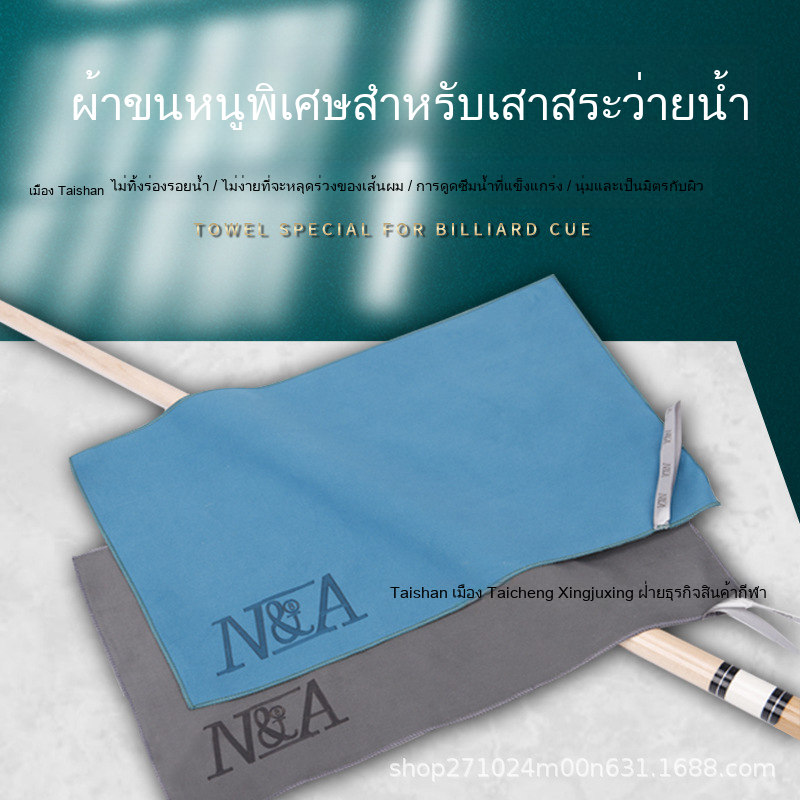 ผ้าขนหนูพิเศษสำหรับเสาสระว่ายน้ำ
เมือง Taishan ไม่ทิ้งร่องรอยน้ำ / ไม่ง่ายที่จะหลุดร่วงของเส้นผม / การดูดซึมน้ำที่แข็งแกร่ง / นุ่มและเป็นมิตรกับผิว
TOWEL SPECIAL FOR BILLIARD CUE
N&A
N&A
N&A
N&A
Taishan เมือง Taicheng Xingjuxing ฝ่ายธุรกิจสินค้ากีฬา
N&A
N&A
shop271024m00n631.1688.com